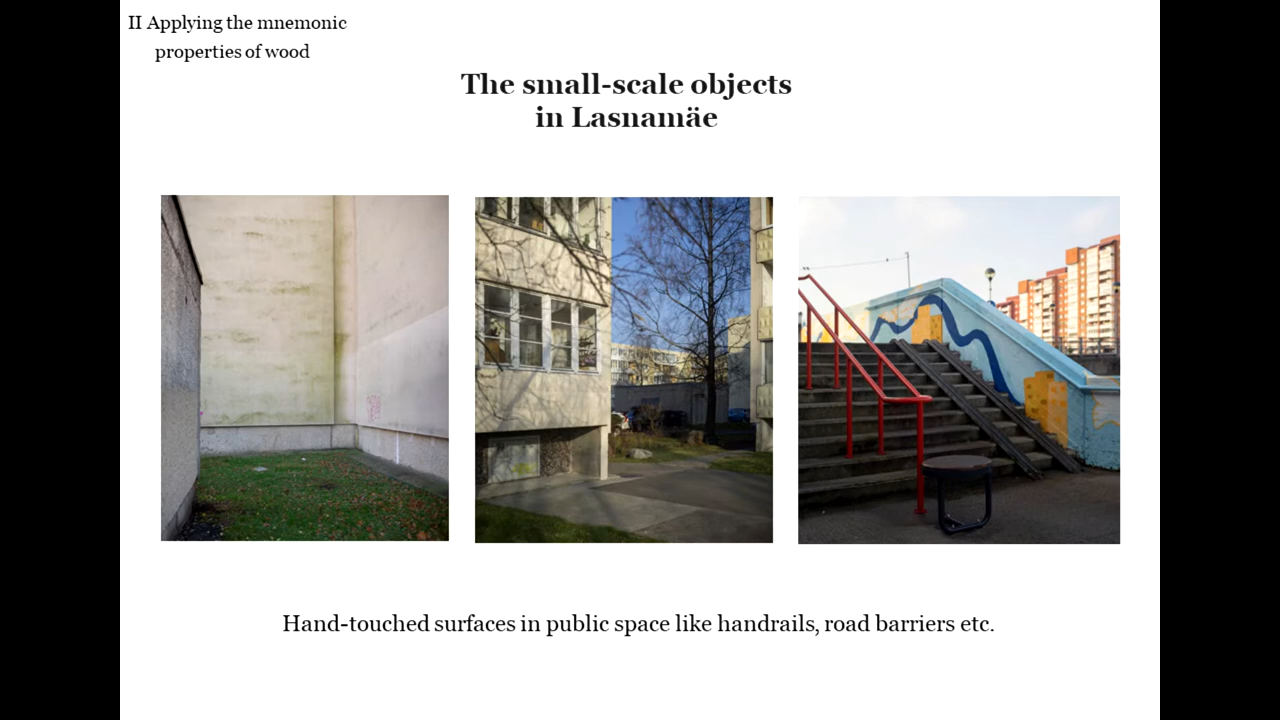 II Applying the mnemonic
properties of wood
The small-scale objects
in Lasnamäe
Hand-touched surfaces in public space like handrails, road barriers etc.